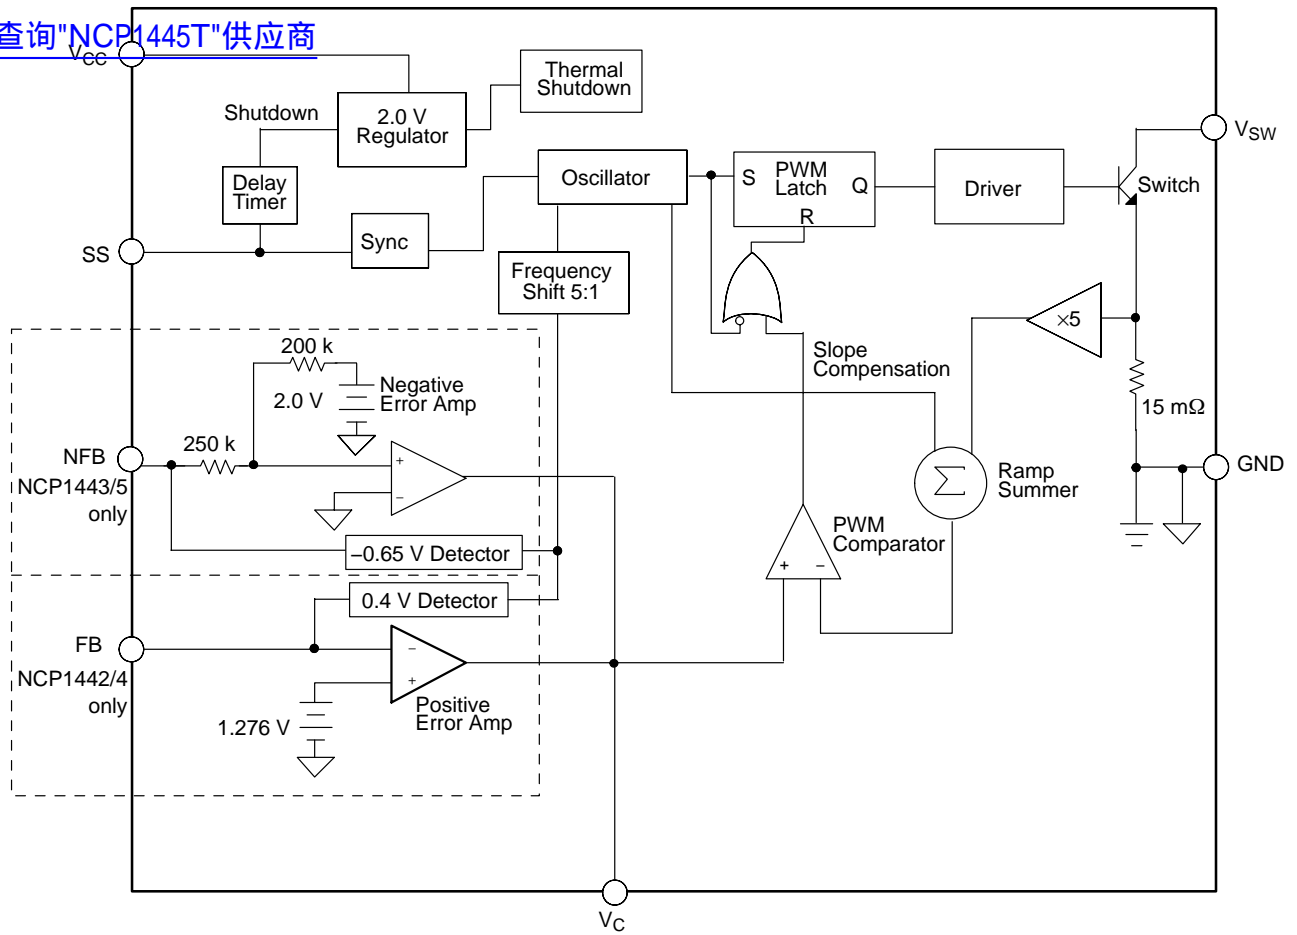 查询"NCP1445T"供应商
VCC
Thermal
Shutdown
Shutdown
2.0 V
Regulator
VSW
Delay
Timer
Oscillator
S
PWM
Latch
Q
R
Driver
Switch
SS
Sync
Frequency
Shift 5:1
×5
200 k
Slope
Compensation
2.0 V
Negative
Error Amp
15 mΩ
250 k
NFB
NCP1443/5
only
+
−
Σ
Ramp
Summer
GND
PWM
Comparator
−0.65 V Detector
+
−
0.4 V Detector
FB
NCP1442/4
only
−
+
Positive
Error Amp
1.276 V
VC